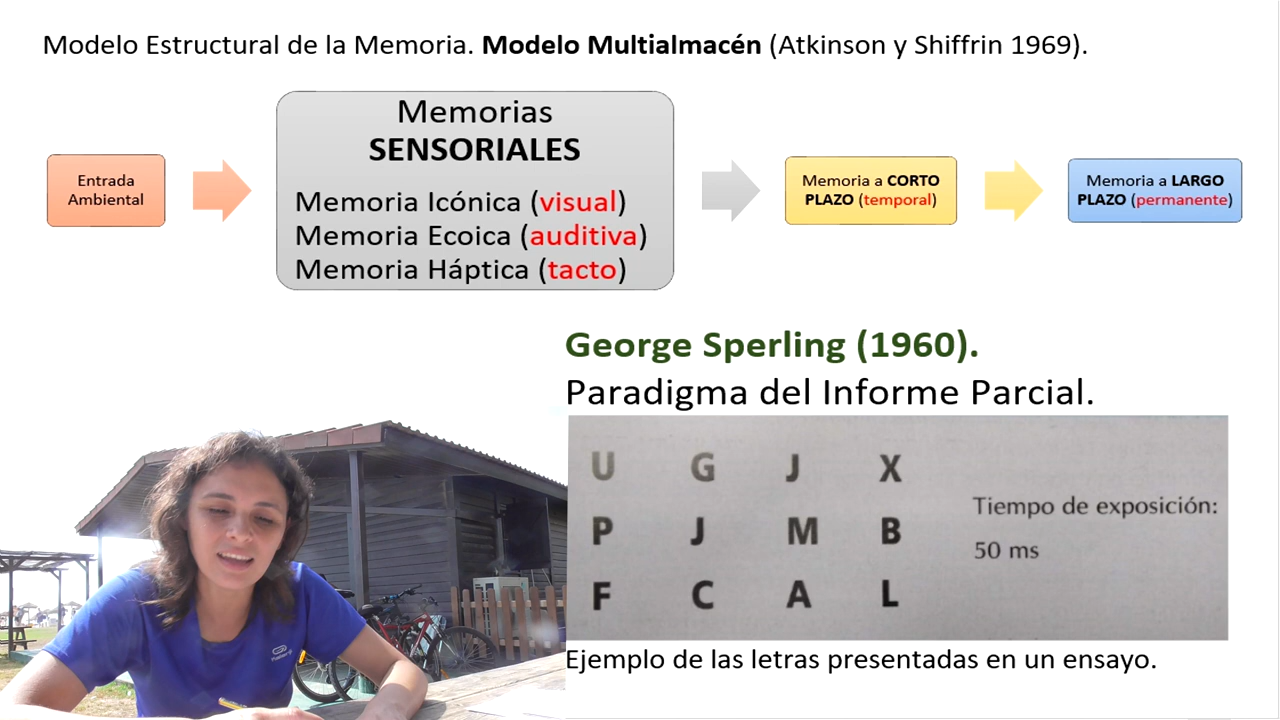 Modelo Estructural de la Memoria. Modelo Multialmacén (Atkinson y Shiffrin 1969).
Entrada
Ambiental
Memorias
SENSORIALES
Memoria Icónica (visual)
Memoria Ecoica (auditiva)
Memoria Háptica (tacto)
Memoria a CORTO
PLAZO (temporal)
Memoria a LARGO
PLAZO (permanente)
George Sperling (1960).
Paradigma del Informe Parcial.
U G J X
P J M B
F C A L
Tiempo de exposición:
50 ms
Ejemplo de las letras presentadas en un ensayo.